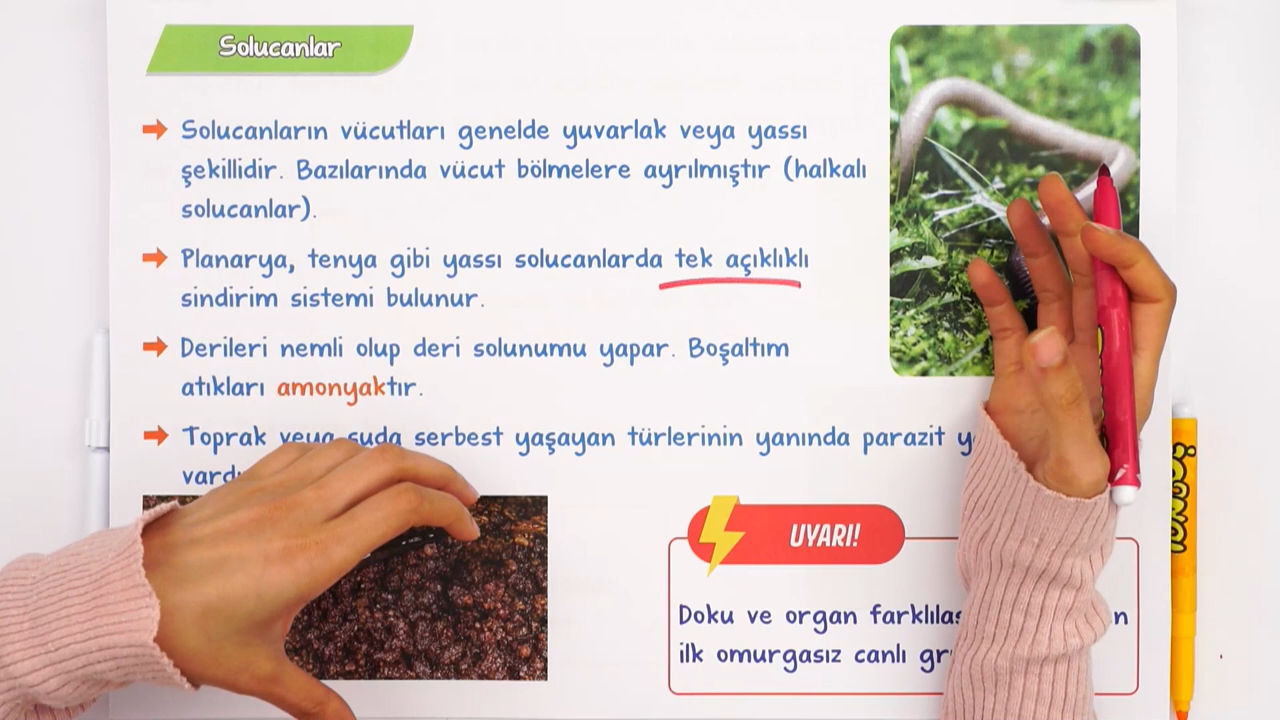 Solucanlar
Solucanların vücutları genelde yuvarlak veya yassı
şekillidir. Bazılarında vücut bölmelere ayrılmıştır (halkalı
solucanlar).
Planarya, tenya gibi yassı solucanlarda tek açıklıklı
sindirim sistemi bulunur.
Derileri nemli olup deri solunumu yapar. Boşaltım
atıkları amonyaktır.
Toprak veya suda serbest yaşayan türlerinin yanında parazit
UYARI!
Doku ve organ
ilk omurgasız canlı